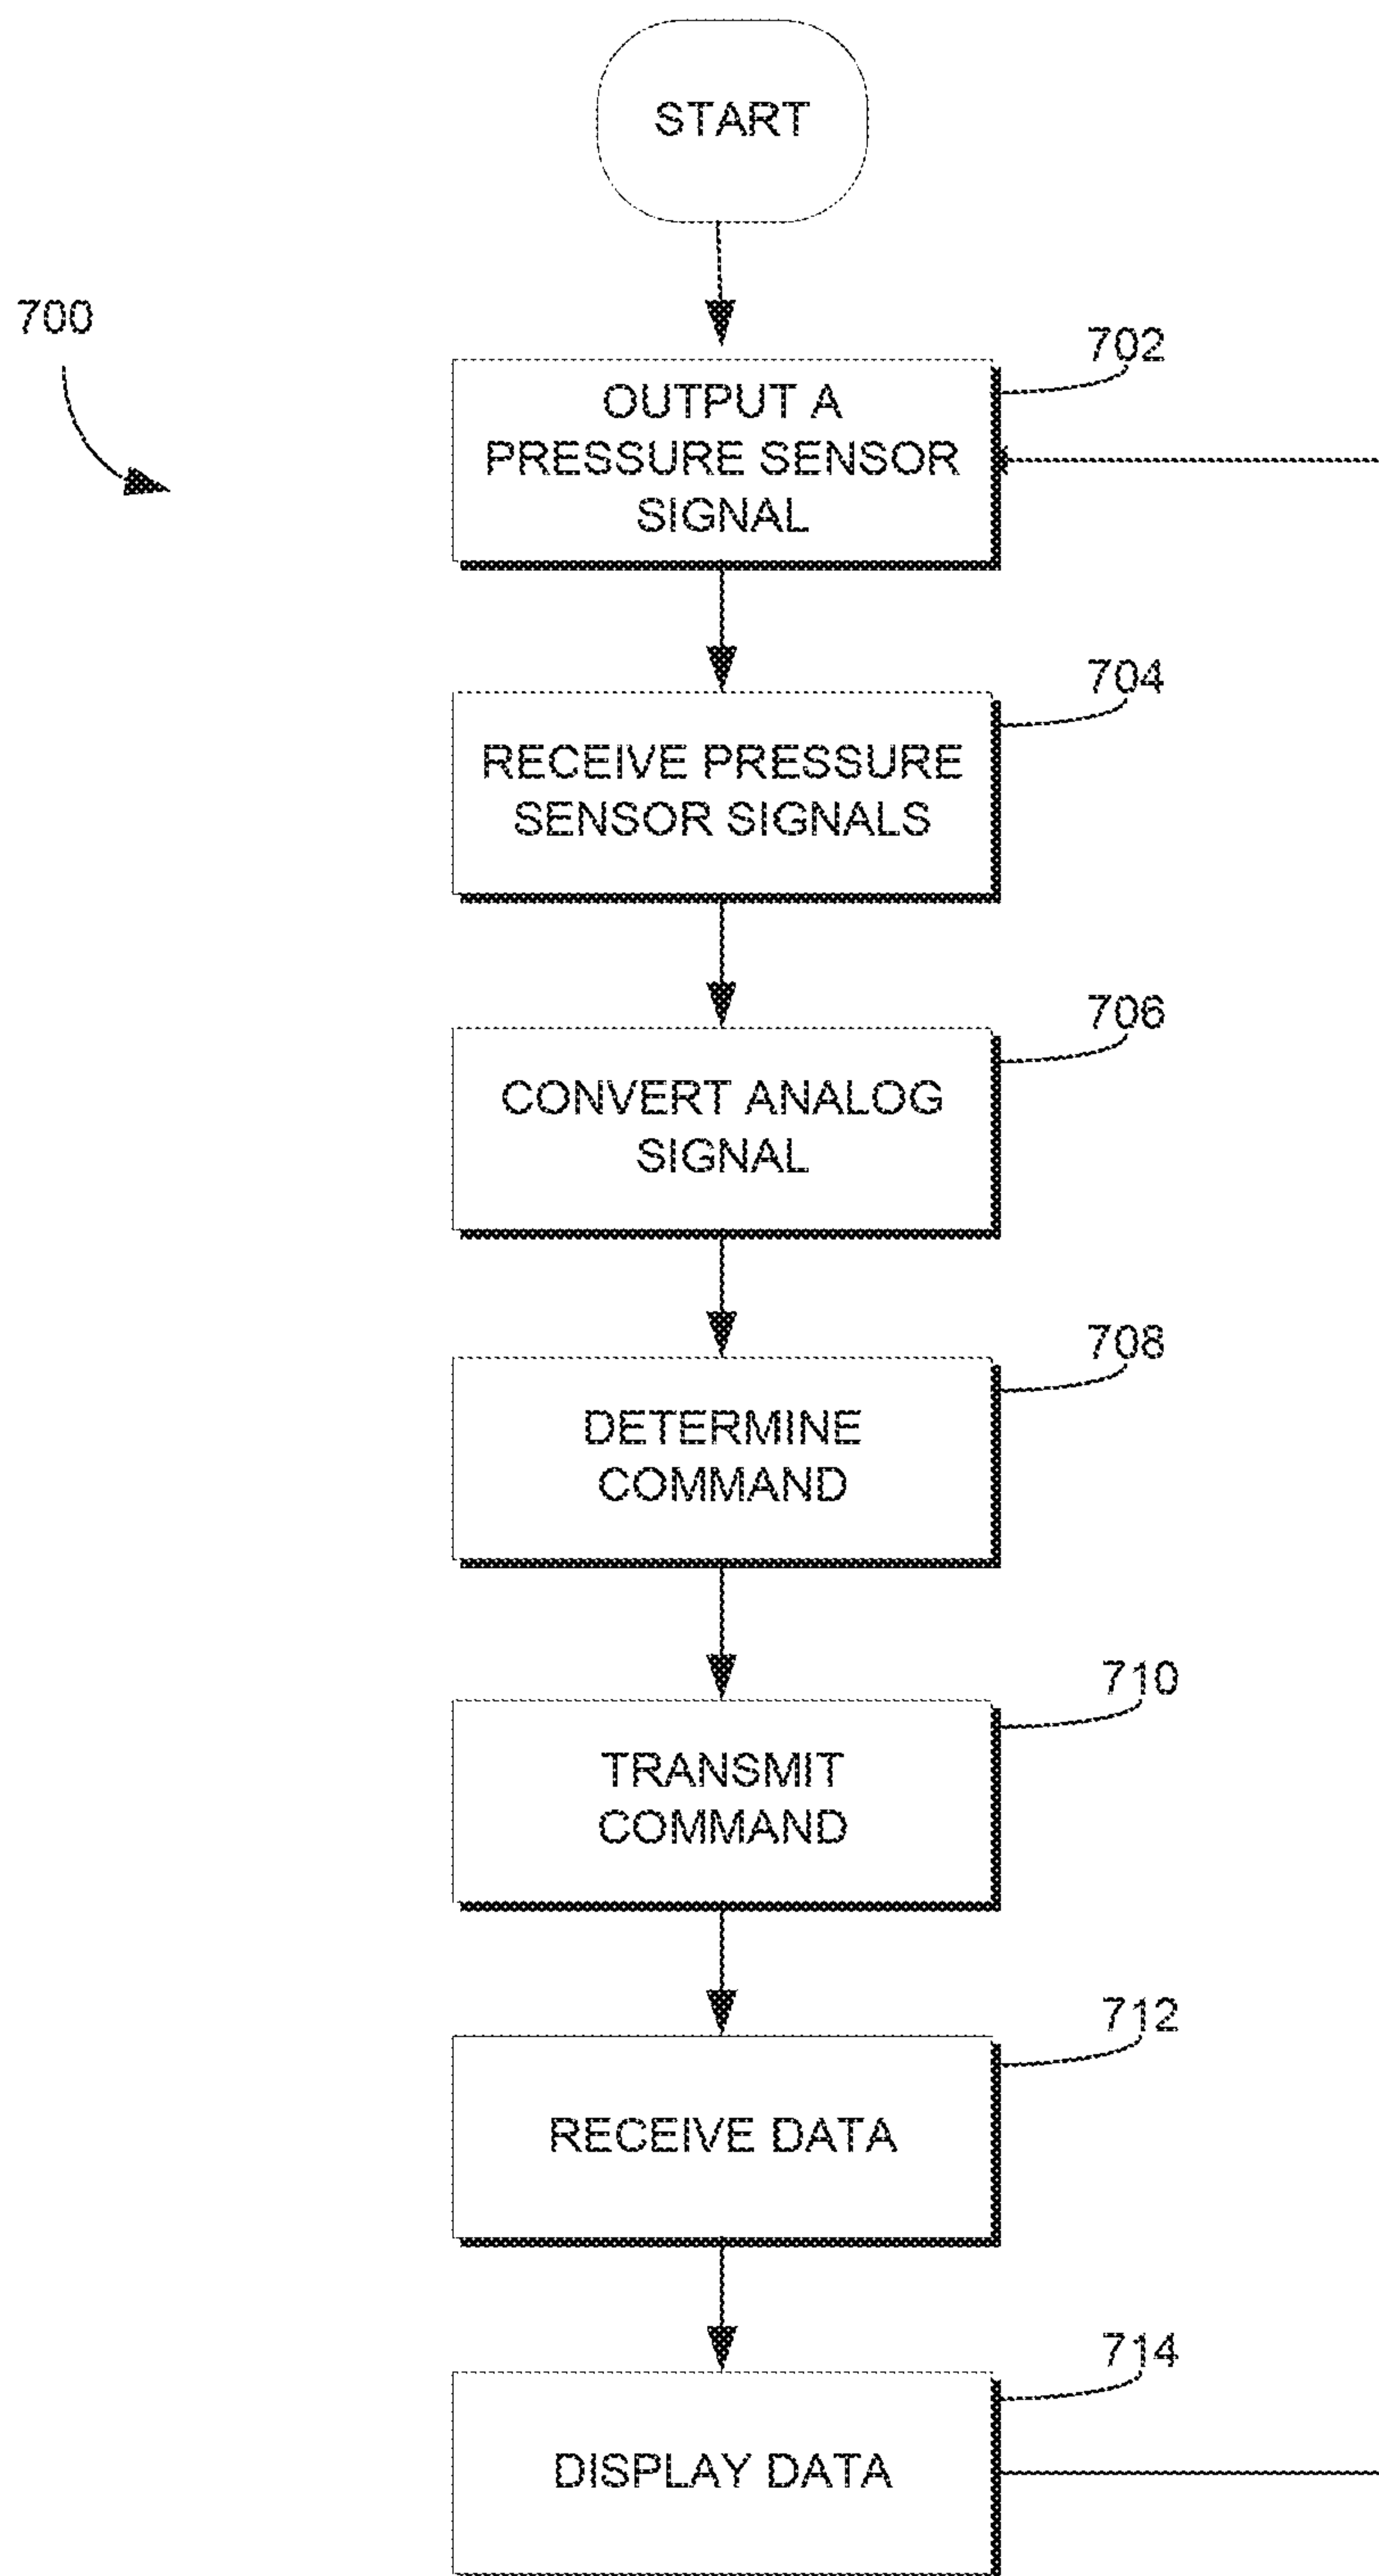 START
700
702
OUTPUT A
PRESSURE SENSOR
SIGNAL
704
RECEIVE PRESSURE
SENSOR SIGNALS
706
CONVERT ANALOG
SIGNAL
708
DETERMINE
COMMAND
710
TRANSMIT
COMMAND
712
RECEIVE DATA
714
DISPLAY DATA